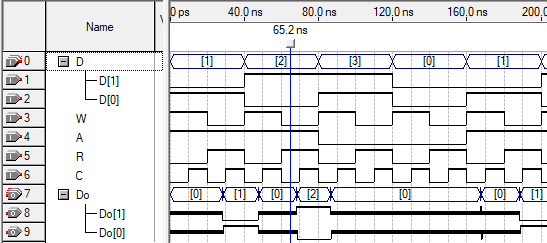 Name V 0 ps 40.0 ns 80.0 ns 120.0 ns 160.0 ns 200.0
65.2 ns
0 D [1] [2] [3] [0] [1]
1 D[1]
2 D[0]
3 W
4 A
5 R
6 C
7 Do [0] [1] [0] [2] [0] [0] [1]
8 Do[1]
9 Do[0]